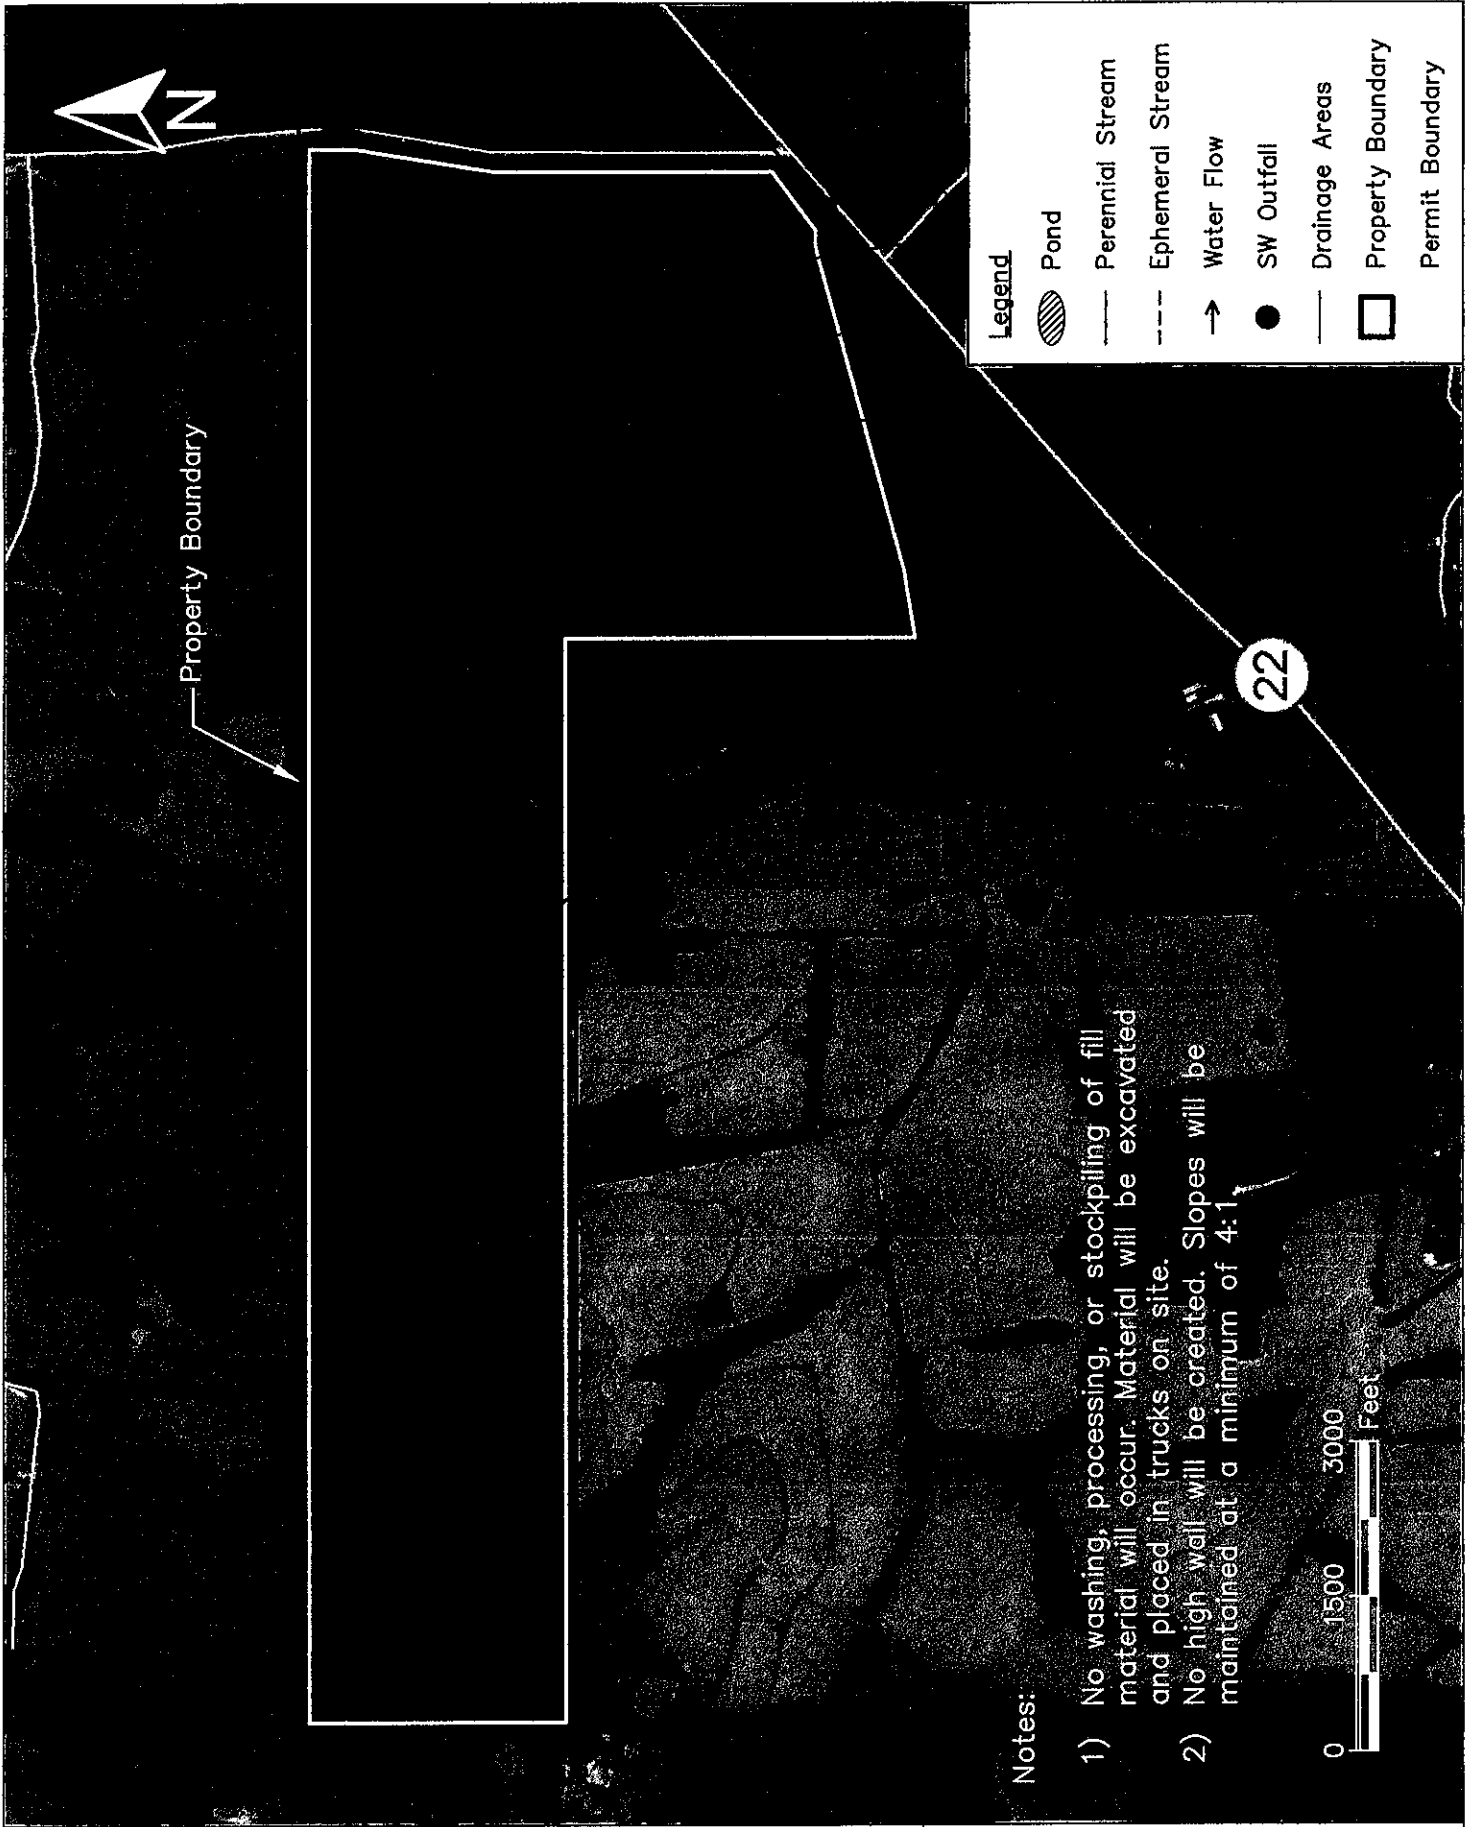 N
Property Boundary
22
Notes:
1) No washing, processing, or stockpiling of fill
material will occur. Material will be excavated
and placed in trucks on site.
2) No high wall will be created. Slopes will be
maintained at a minimum of 4:1
0 1500 3000
Feet
Legend
Pond
Perennial Stream
Ephemeral Stream
Water Flow
SW Outfall
Drainage Areas
Property Boundary
Permit Boundary